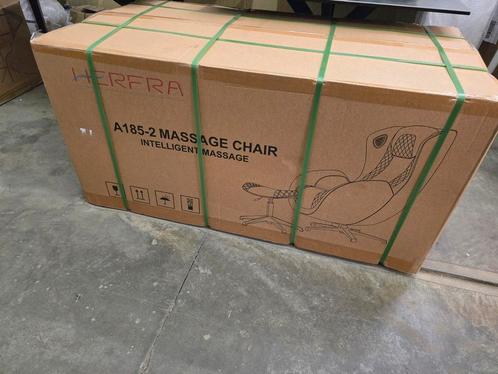 HERFRA
A185-2 MASSAGE CHAIR
INTELLIGENT MASSAGE